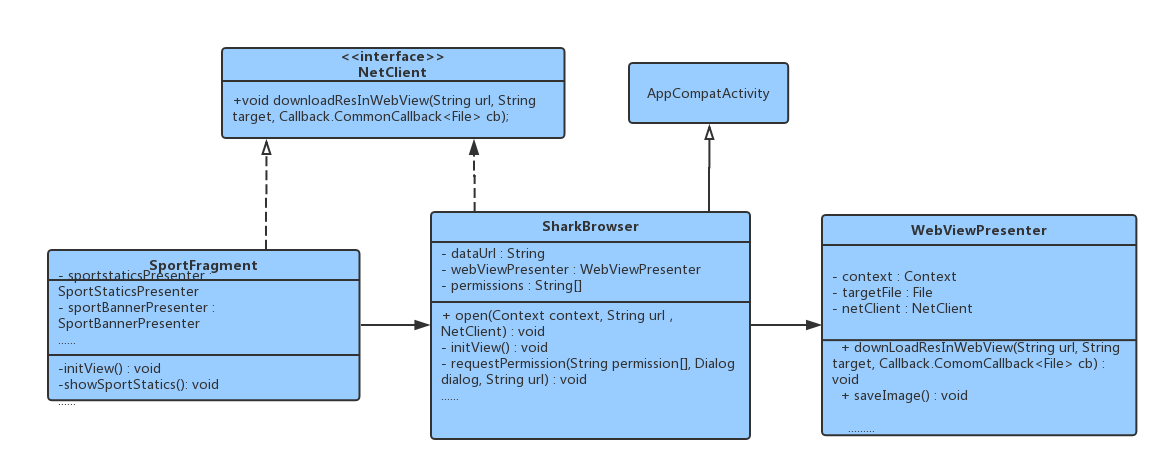 <<interface>>
NetClient
+void downloadResInWebView(String url, String
target, Callback.CommonCallback<File> cb);
AppCompatActivity
SportFragment
- sportstaticsPresenter :
SportStaticsPresenter
- sportBannerPresenter :
SportBannerPresenter
......
-initView() : void
-showSportStatics(): void
......
SharkBrowser
- dataUrl : String
- webViewPresenter : WebViewPresenter
- permissions : String[]
+ open(Context context, String url ,
NetClient) : void
- initView() : void
- requestPermission(String permission[], Dialog
dialog, String url) : void
......
WebViewPresenter
- context : Context
- targetFile : File
- netClient : NetClient
+ downLoadResInWebView(String url, String
target, Callback.ComomCallback<File> cb) :
void
+ saveImage() : void
.........